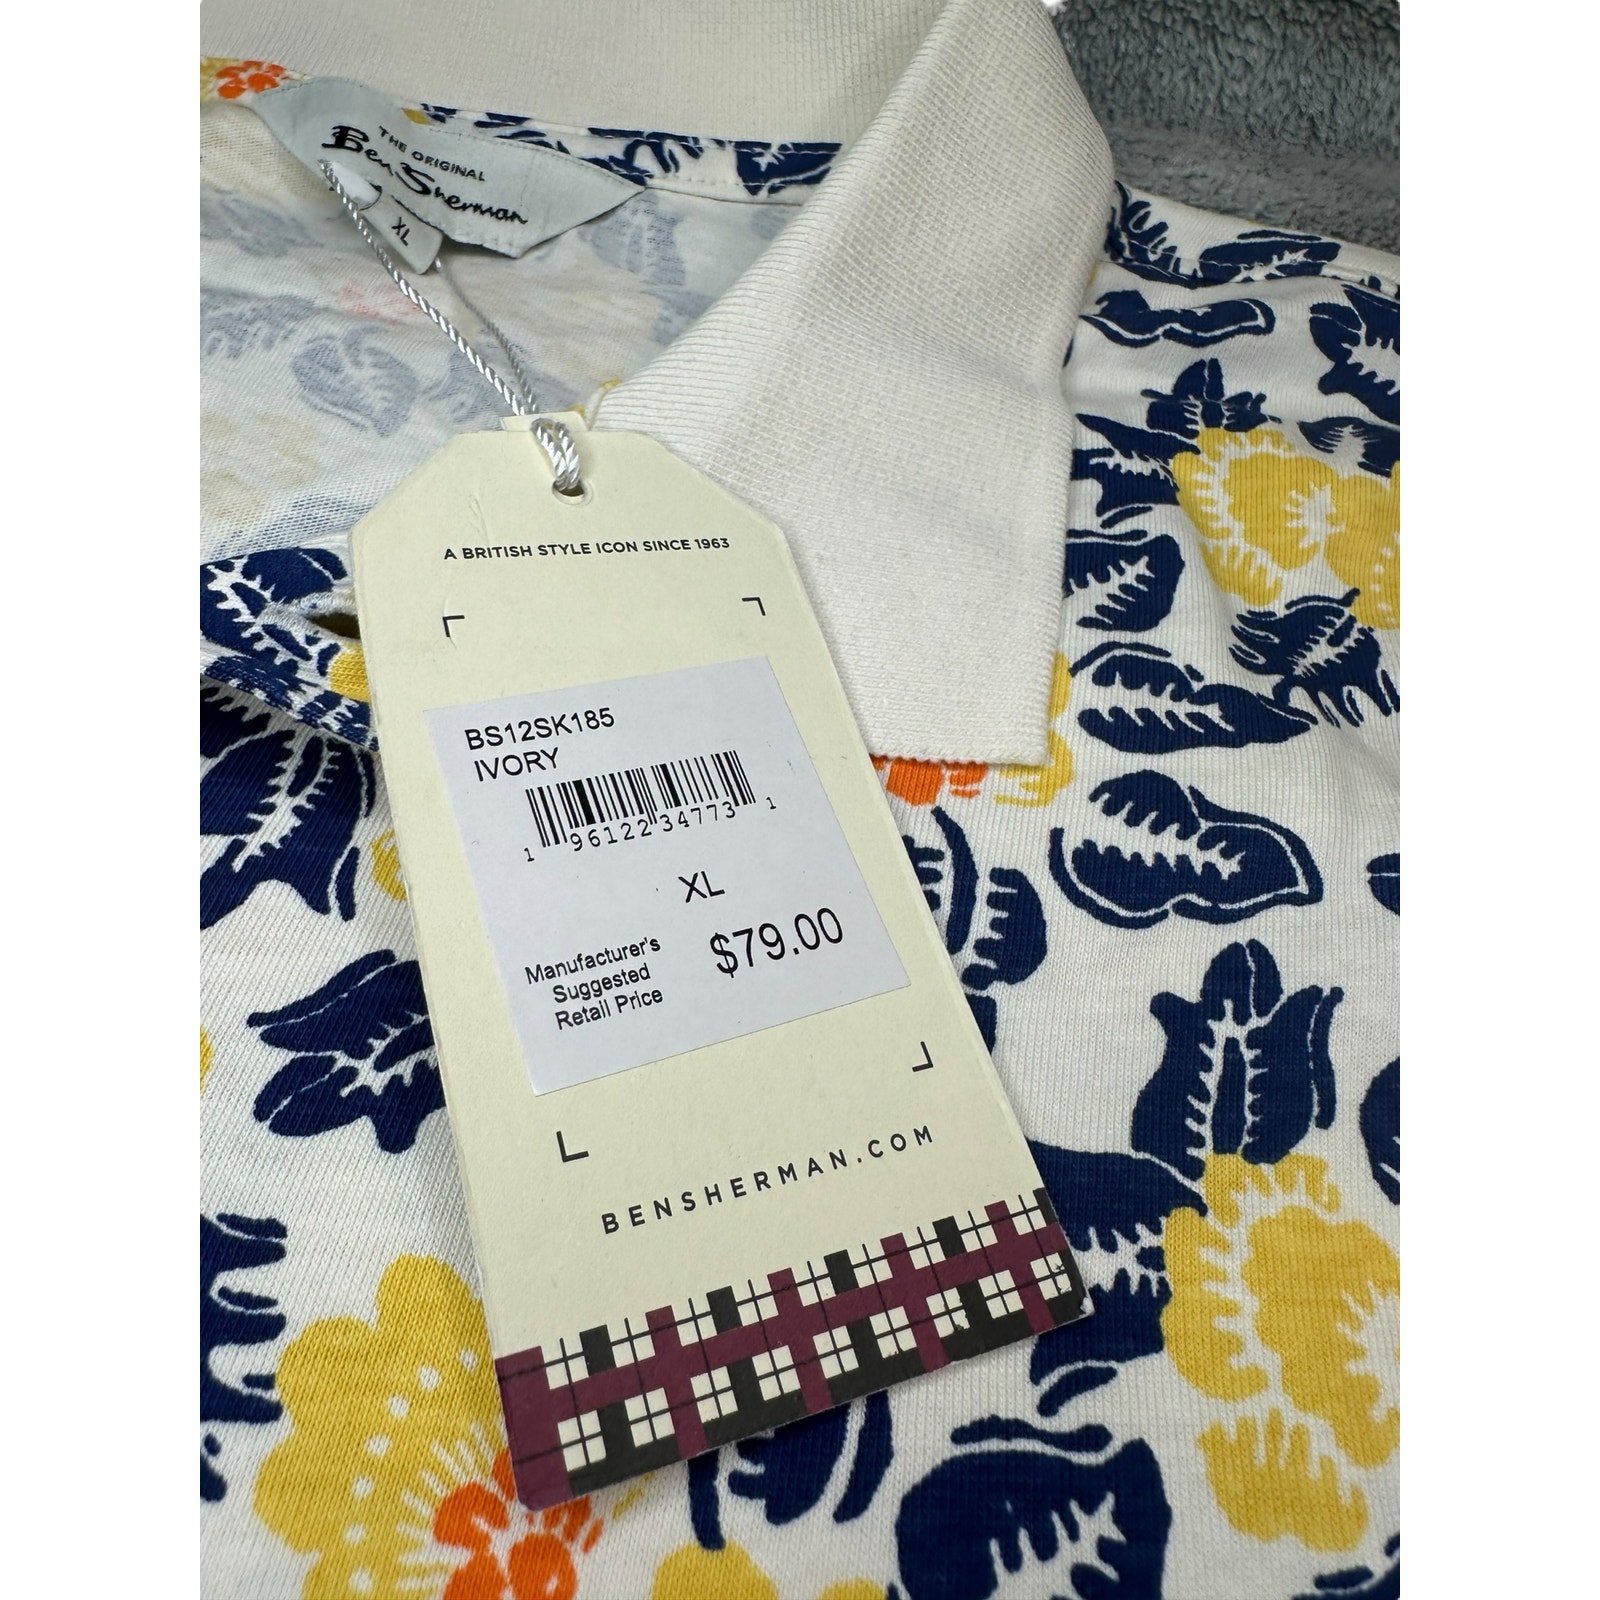 THE ORIGINAL
Ben Sherman
XL
A BRITISH STYLE ICON SINCE 1963
BS12SK185
IVORY
1 96122 34773 1
XL
Manufacturer's
Suggested
Retail Price
$79.00
BENSHERMAN.COM